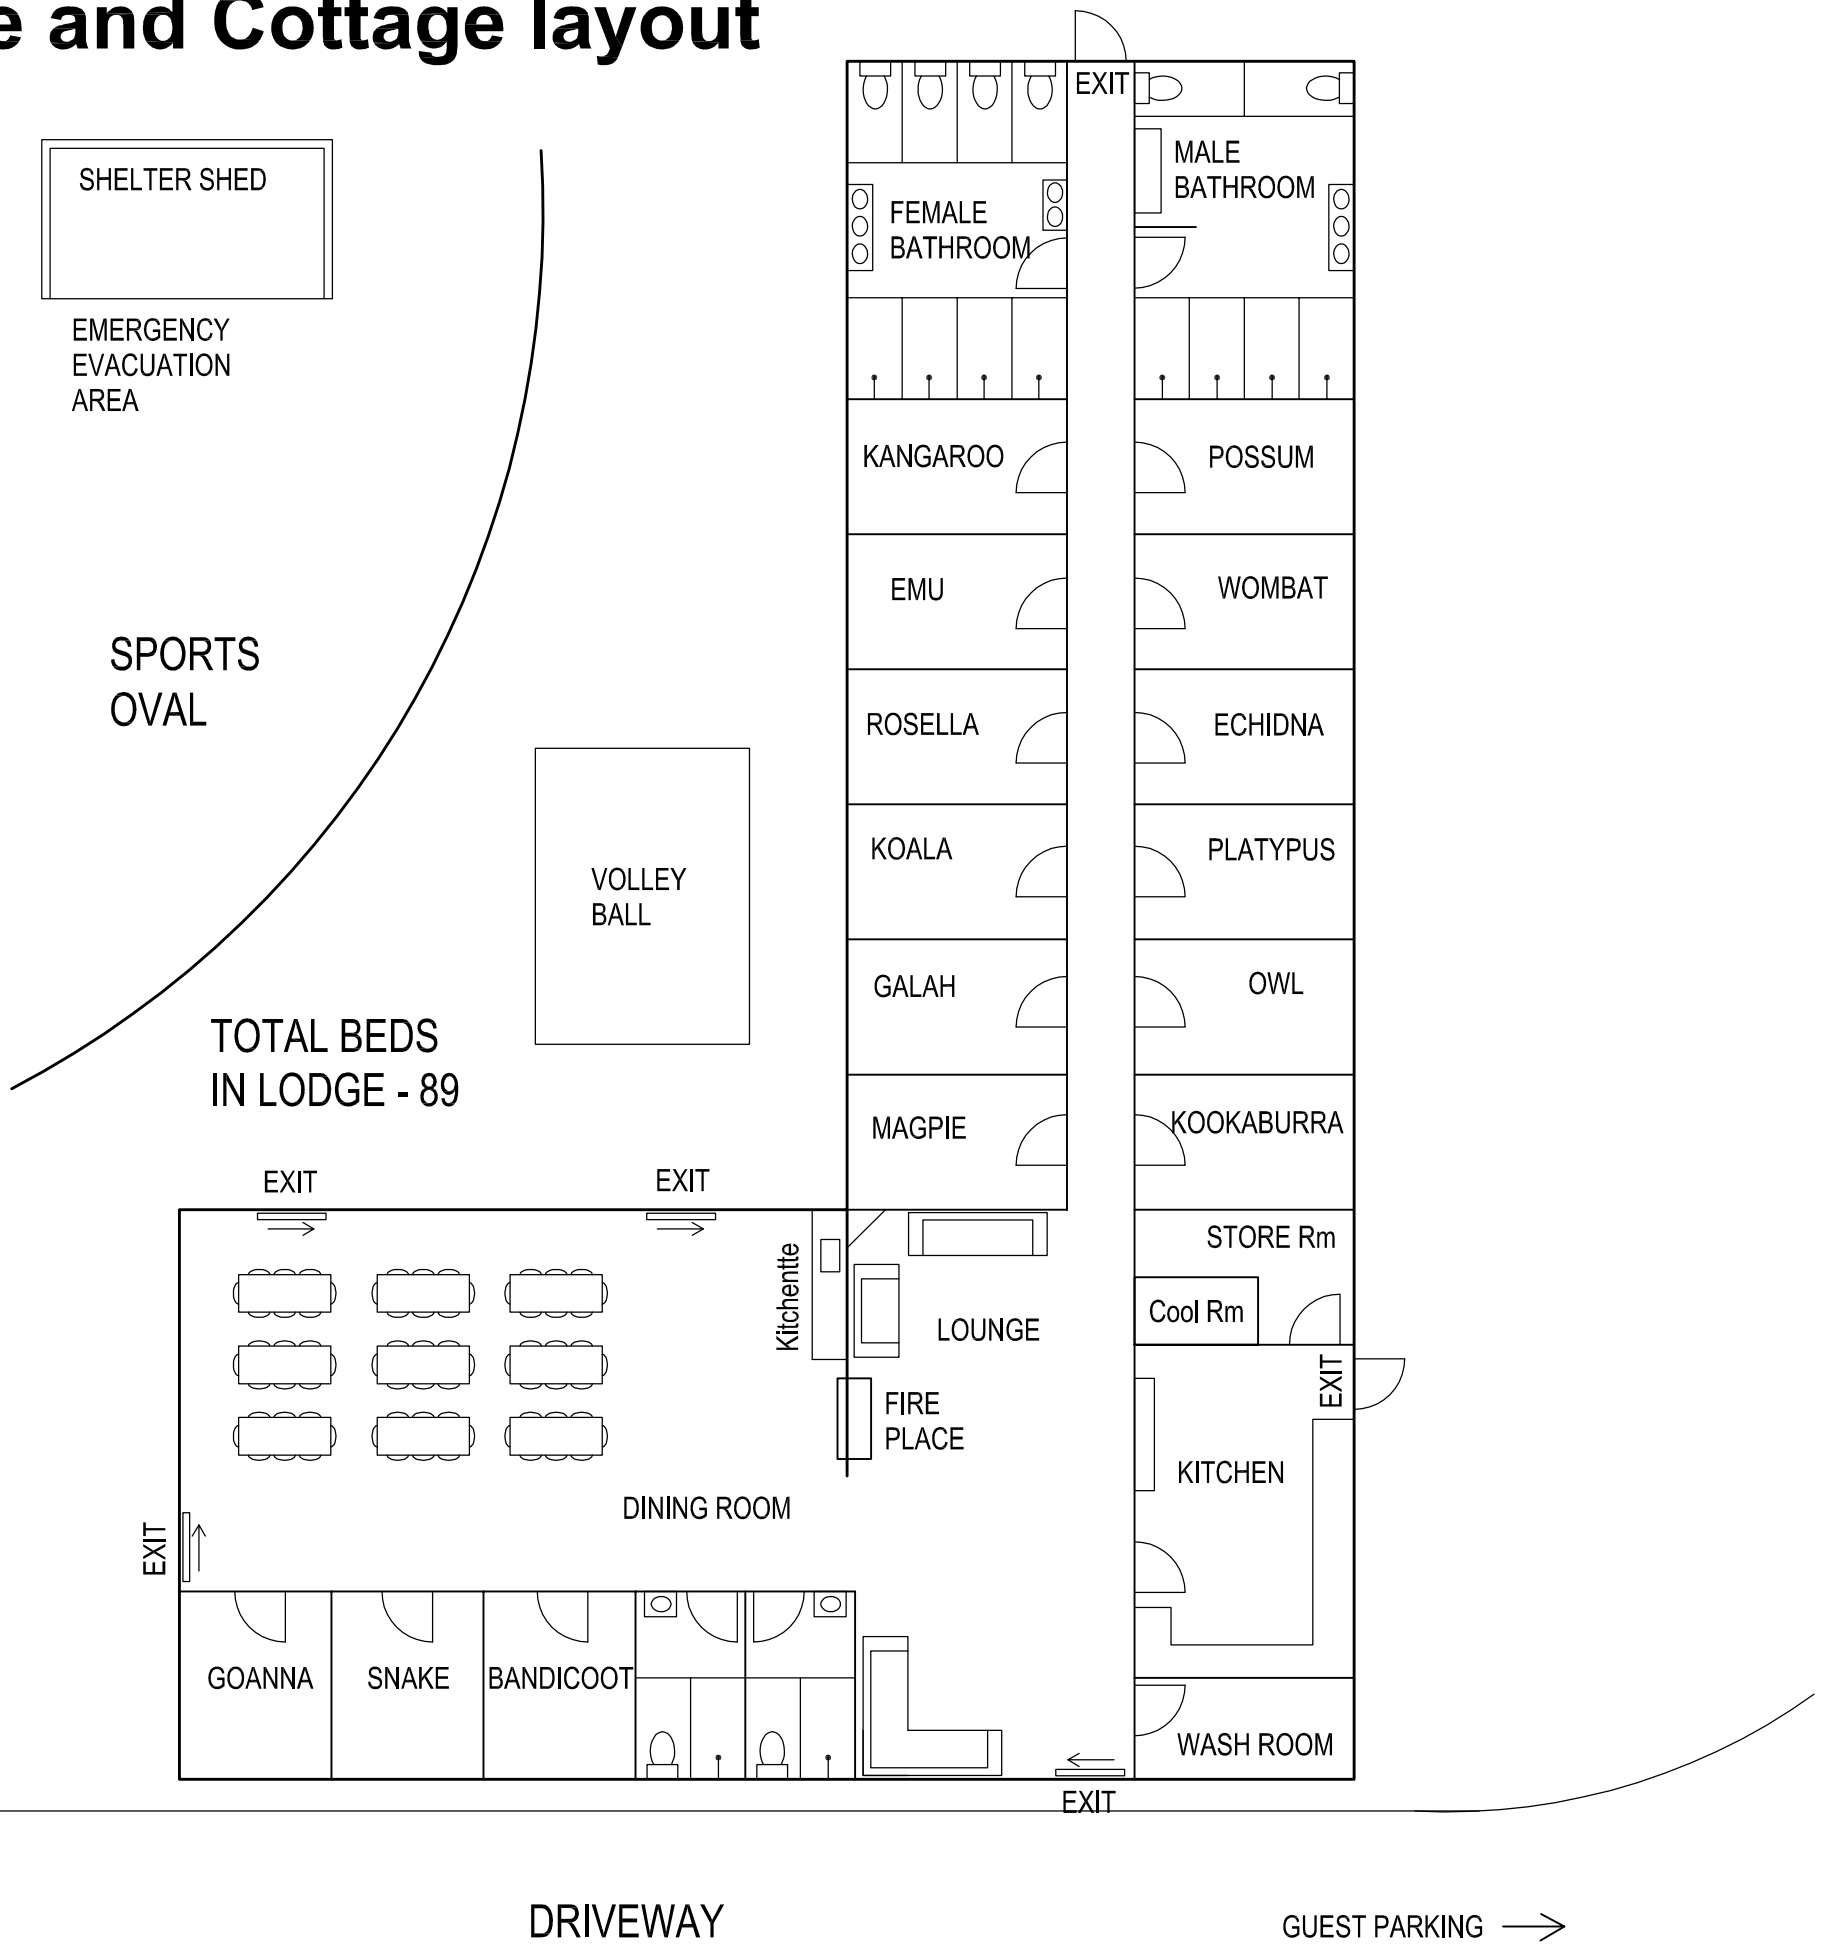 e and Cottage layout
EXIT
SHELTER SHED
MALE
BATHROOM
FEMALE
BATHROOM
EMERGENCY
EVACUATION
AREA
KANGAROO
POSSUM
EMU
WOMBAT
SPORTS
OVAL
ROSELLA
ECHIDNA
KOALA
PLATYPUS
VOLLEY
BALL
GALAH
OWL
TOTAL BEDS
IN LODGE - 89
MAGPIE
KOOKABURRA
EXIT
EXIT
STORE Rm
Kitchentte
Cool Rm
LOUNGE
EXIT
FIRE
PLACE
KITCHEN
DINING ROOM
EXIT
GOANNA
SNAKE
BANDICOOT
WASH ROOM
EXIT
DRIVEWAY
GUEST PARKING